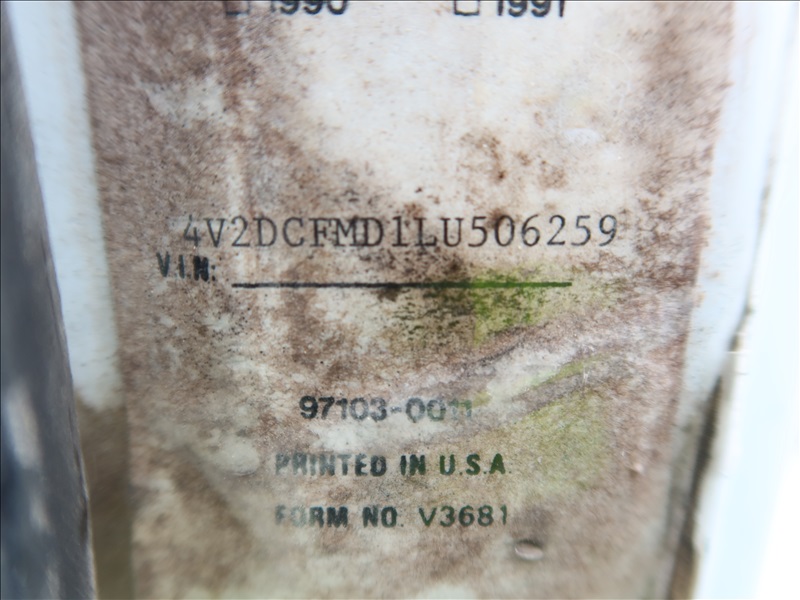 1990 1991
4V2DCFMD1LU506259
V.I.N:
97103-0011
PRINTED IN U.S.A
FORM NO. V3681